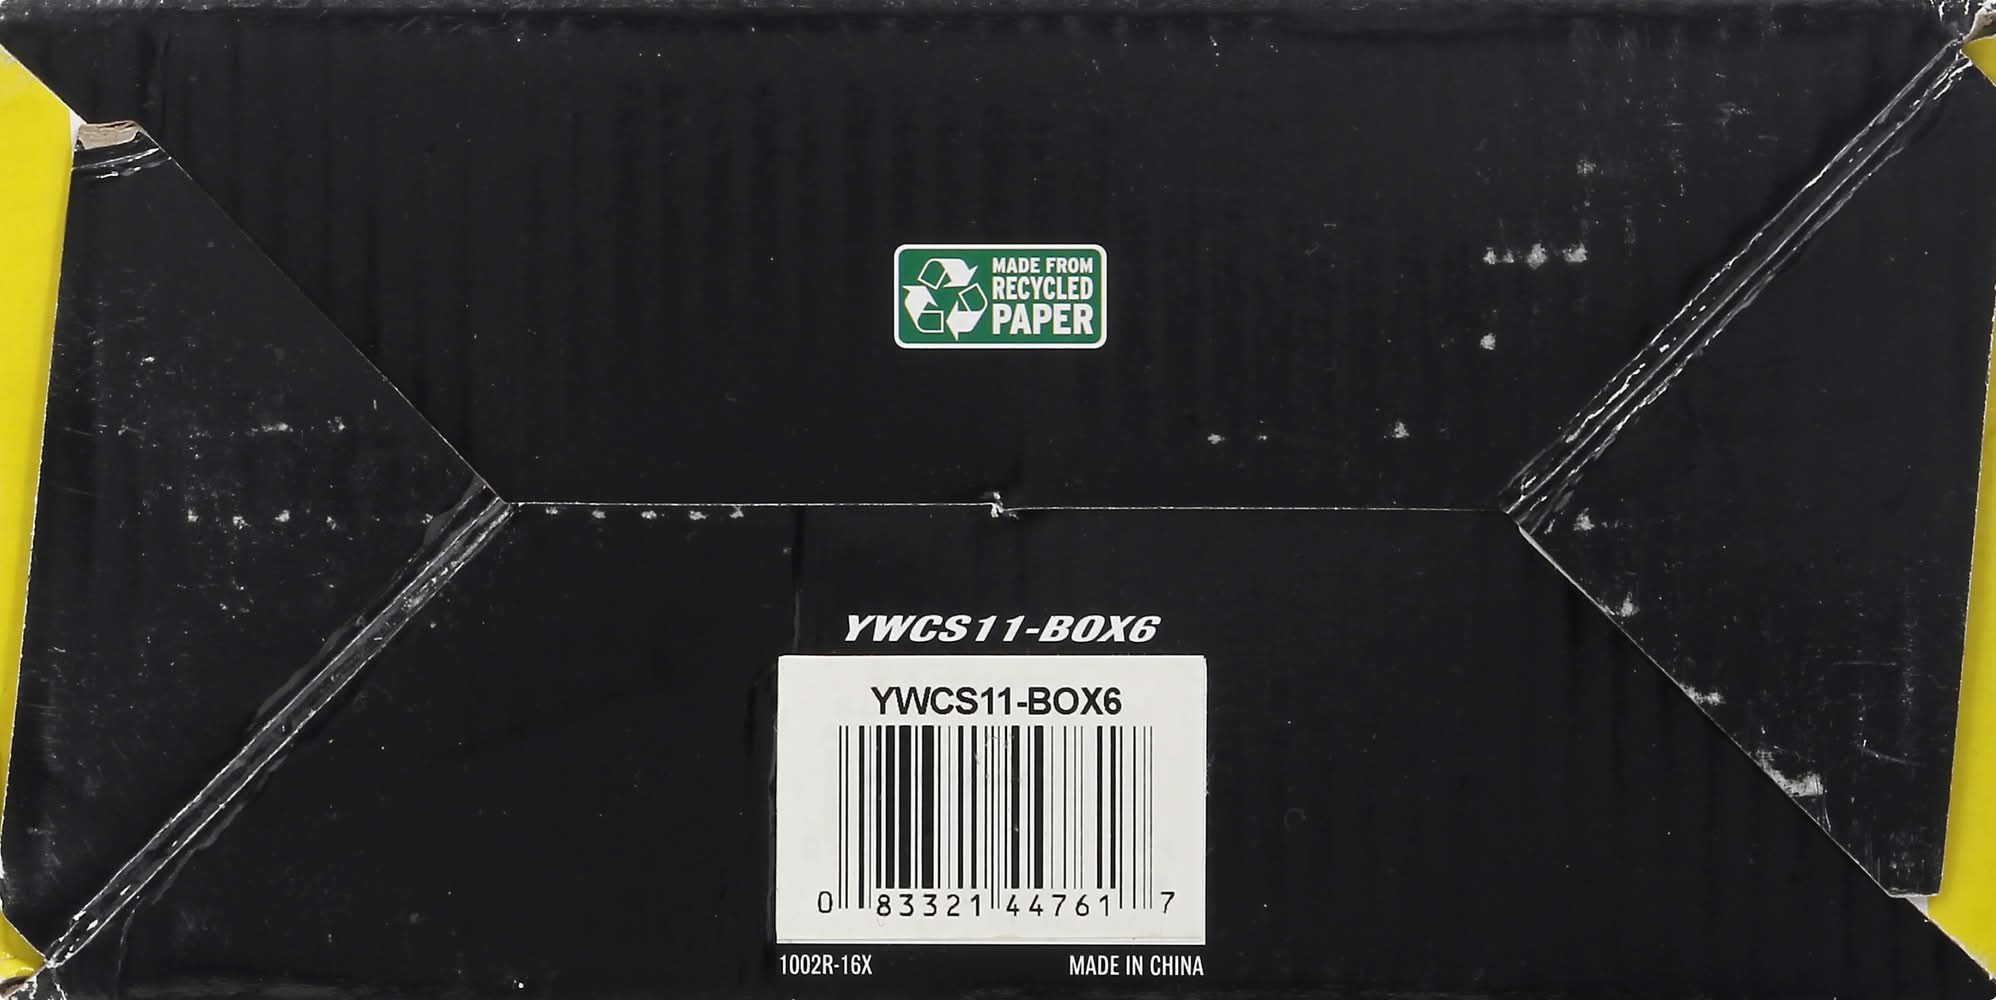 MADE FROM
RECYCLED
PAPER
YWCS11-BOX6
YWCS11-BOX6
0 83321 44761 7
1002R-16X MADE IN CHINA